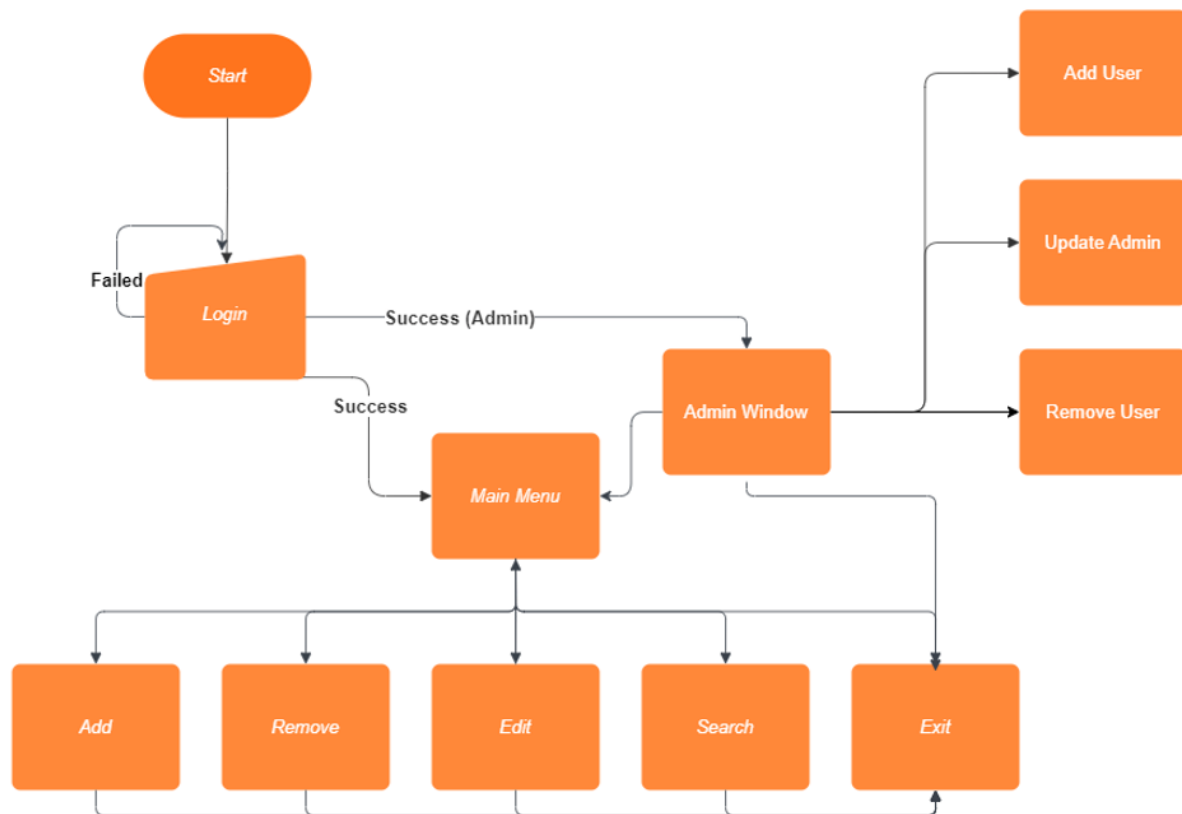 Start
Add User
Update Admin
Failed
Login
Success (Admin)
Success
Admin Window
Remove User
Main Menu
Add
Remove
Edit
Search
Exit